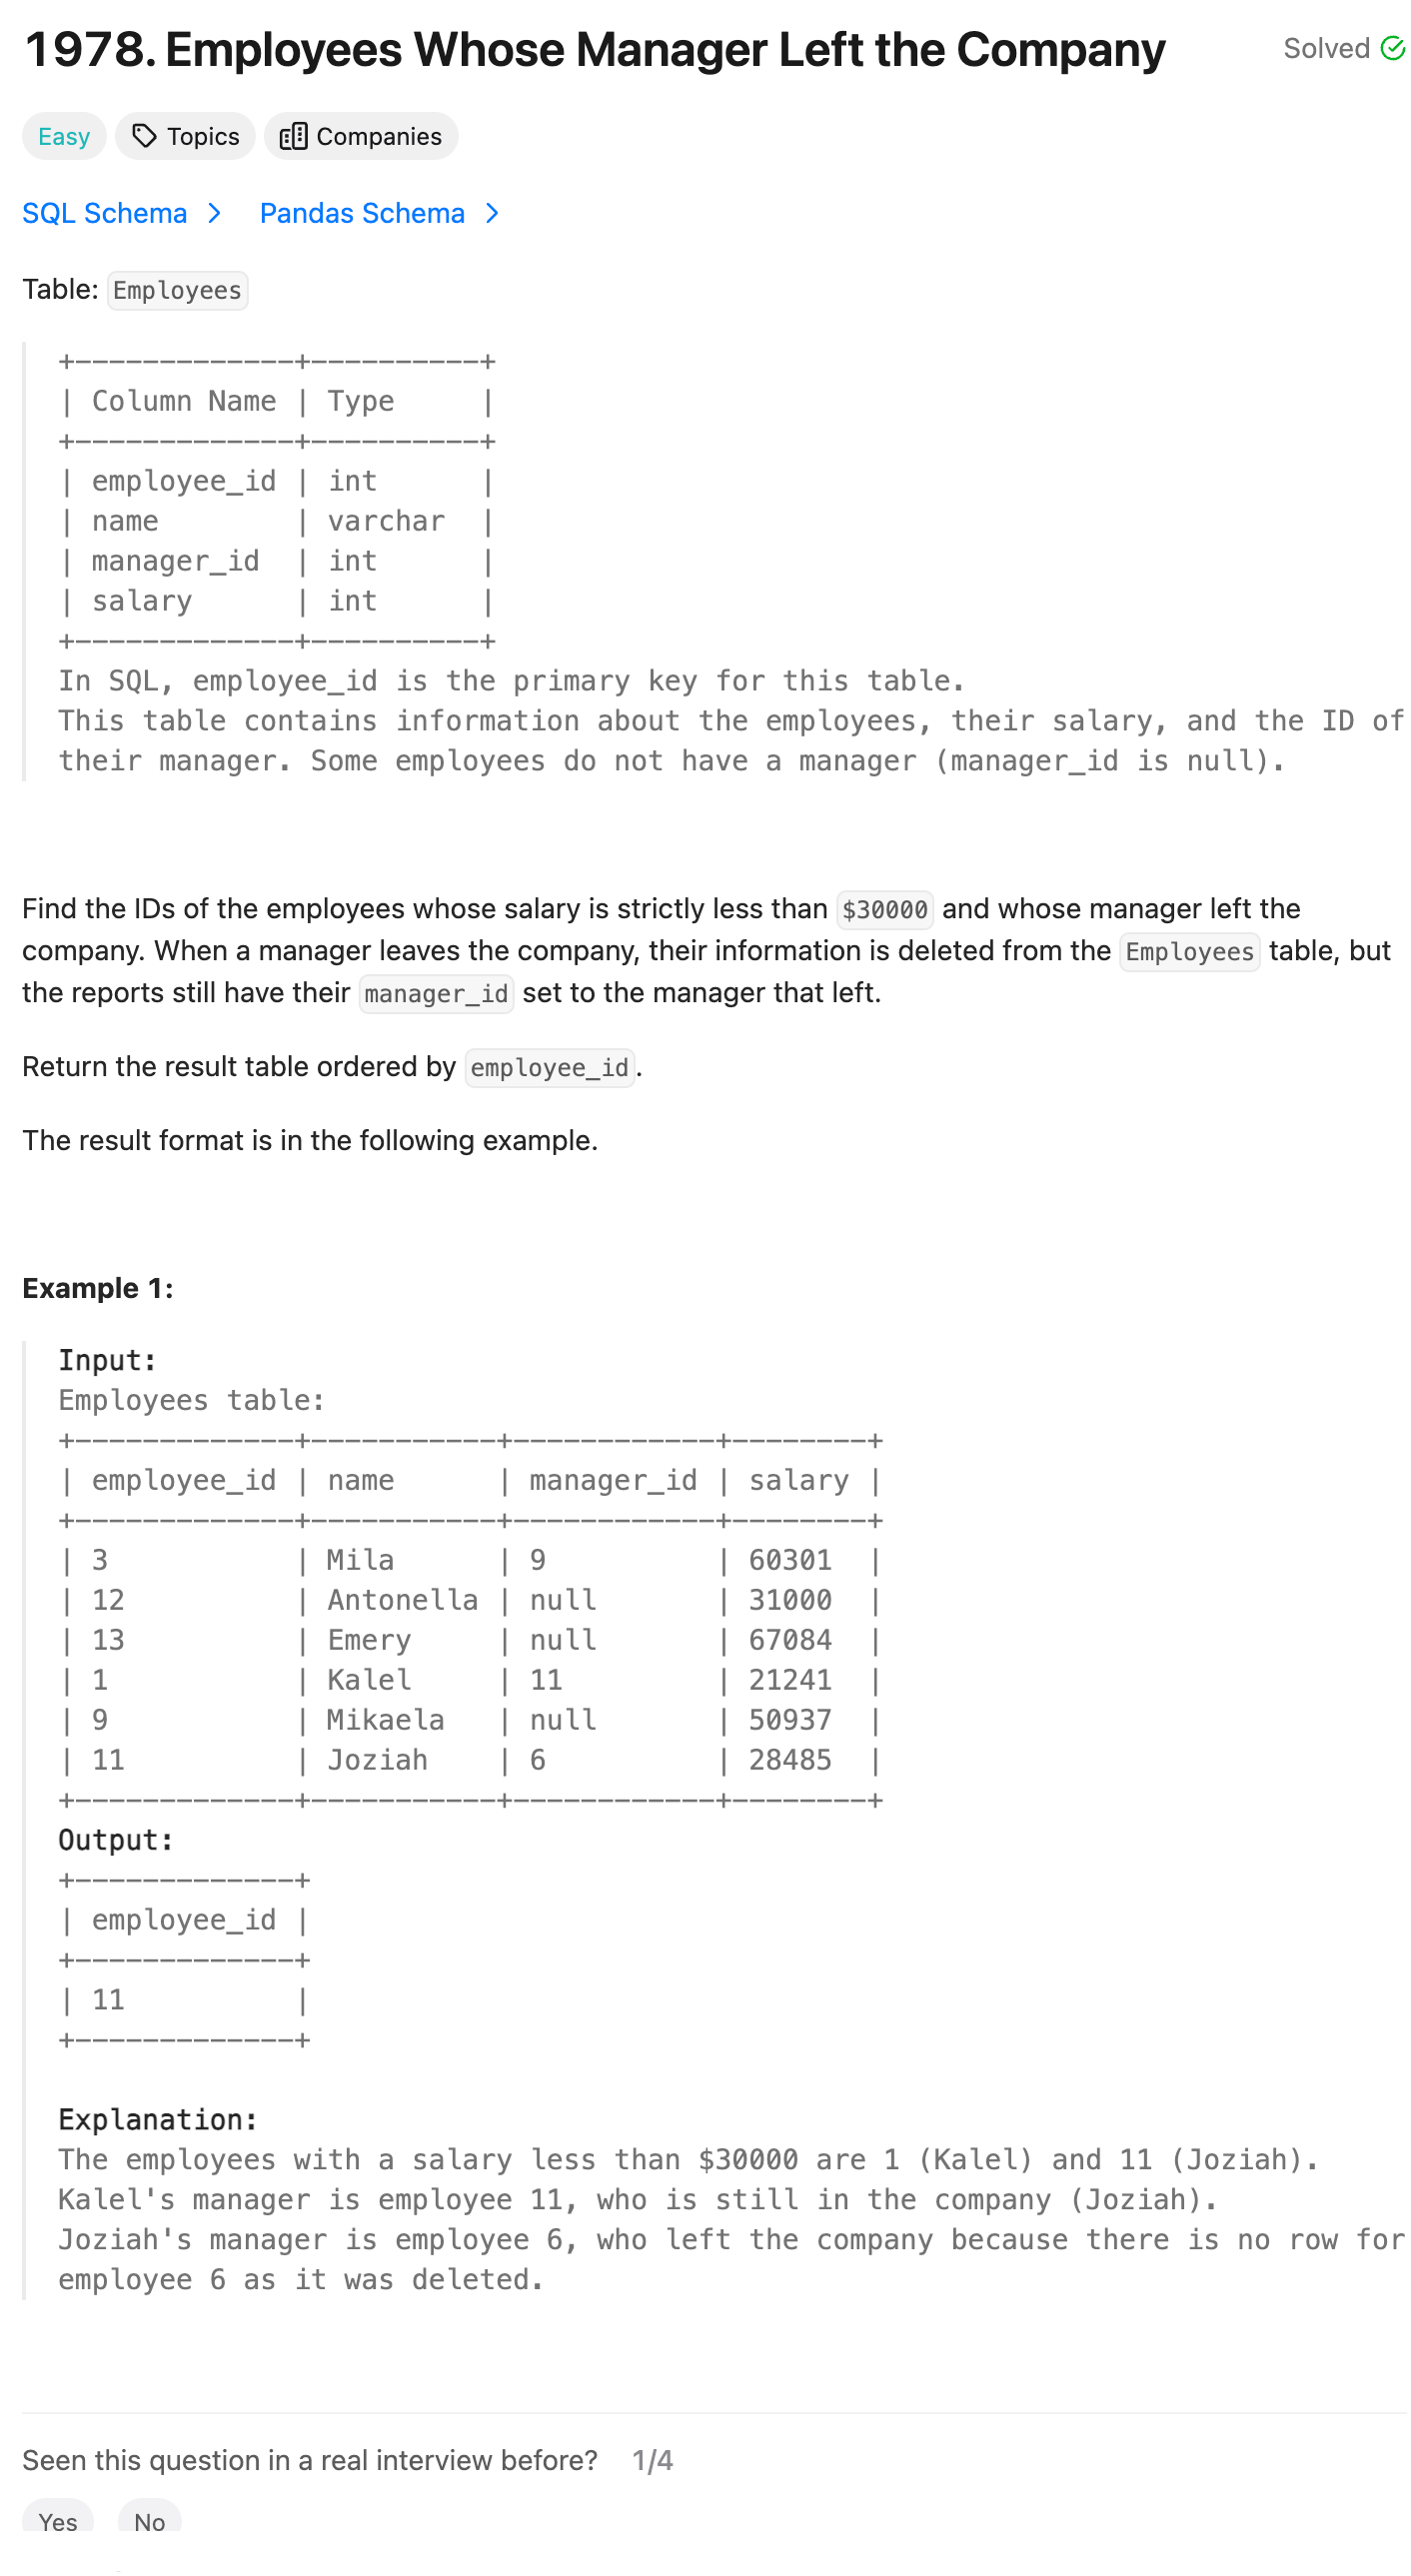 1978. Employees Whose Manager Left the Company
Solved
Easy Topics Companies
SQL Schema > Pandas Schema >
Table: Employees
+-------------+----------+
| Column Name | Type     |
+-------------+----------+
| employee_id | int      |
| name        | varchar  |
| manager_id  | int      |
| salary      | int      |
+-------------+----------+
In SQL, employee_id is the primary key for this table.
This table contains information about the employees, their salary, and the ID of
their manager. Some employees do not have a manager (manager_id is null).
Find the IDs of the employees whose salary is strictly less than $30000 and whose manager left the
company. When a manager leaves the company, their information is deleted from the Employees table, but
the reports still have their manager_id set to the manager that left.
Return the result table ordered by employee_id.
The result format is in the following example.
Example 1:
Input:
Employees table:
+-------------+-----------+------------+--------+
| employee_id | name      | manager_id | salary |
+-------------+-----------+------------+--------+
| 3           | Mila      | 9          | 60301  |
| 12          | Antonella | null       | 31000  |
| 13          | Emery     | null       | 67084  |
| 1           | Kalel     | 11         | 21241  |
| 9           | Mikaela   | null       | 50937  |
| 11          | Joziah    | 6          | 28485  |
+-------------+-----------+------------+--------+
Output:
+-------------+
| employee_id |
+-------------+
| 11          |
+-------------+
Explanation:
The employees with a salary less than $30000 are 1 (Kalel) and 11 (Joziah).
Kalel's manager is employee 11, who is still in the company (Joziah).
Joziah's manager is employee 6, who left the company because there is no row for
employee 6 as it was deleted.
Seen this question in a real interview before? 1/4
Yes No